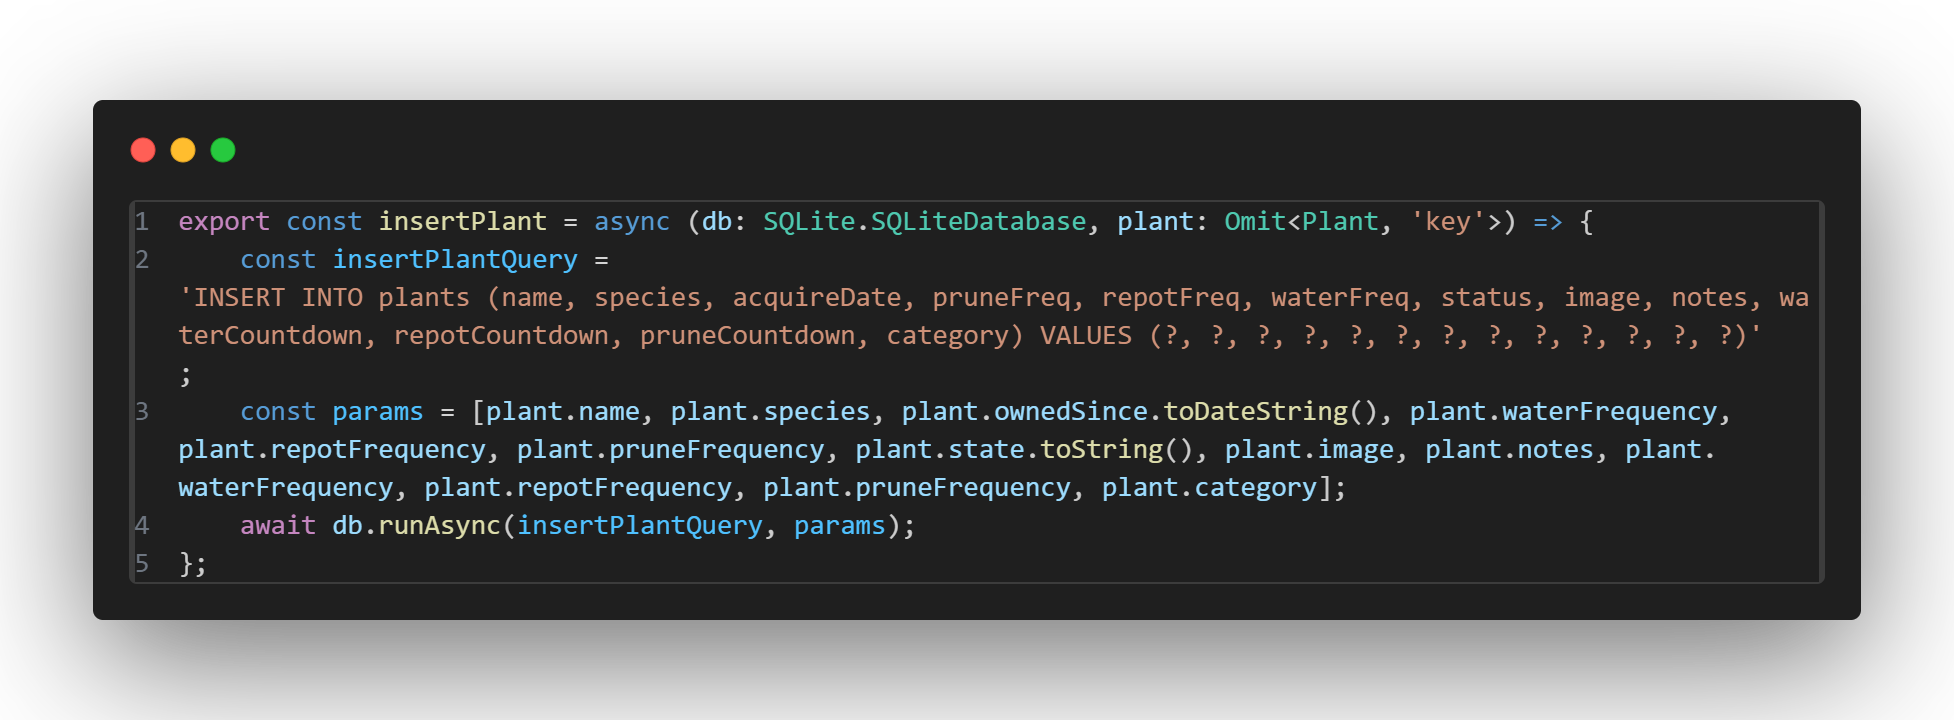 1 export const insertPlant = async (db: SQLite.SQLiteDatabase, plant: Omit<Plant, 'key'>) => {
2 const insertPlantQuery =
'INSERT INTO plants (name, species, acquireDate, pruneFreq, repotFreq, waterFreq, status, image, notes, wa
terCountdown, repotCountdown, pruneCountdown, category) VALUES (?, ?, ?, ?, ?, ?, ?, ?, ?, ?, ?, ?, ?)'
;
3 const params = [plant.name, plant.species, plant.ownedSince.toDateString(), plant.waterFrequency,
plant.repotFrequency, plant.pruneFrequency, plant.state.toString(), plant.image, plant.notes, plant.
waterFrequency, plant.repotFrequency, plant.pruneFrequency, plant.category];
4 await db.runAsync(insertPlantQuery, params);
5 };